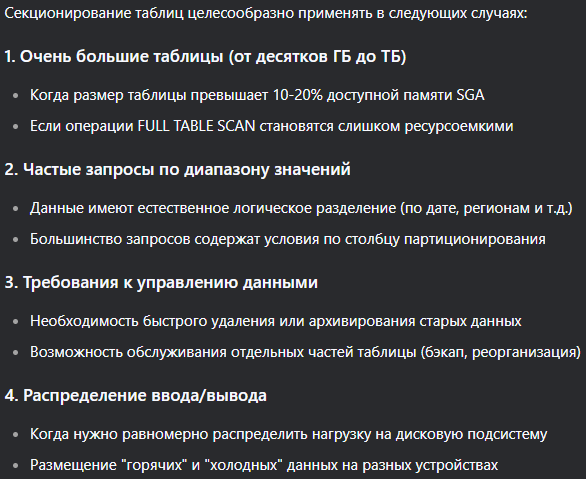 Секционирование таблиц целесообразно применять в следующих случаях:
1. Очень большие таблицы (от десятков ГБ до ТБ)
• Когда размер таблицы превышает 10-20% доступной памяти SGA
• Если операции FULL TABLE SCAN становятся слишком ресурсоемкими
2. Частые запросы по диапазону значений
• Данные имеют естественное логическое разделение (по дате, регионам и т.д.)
• Большинство запросов содержат условия по столбцу партиционирования
3. Требования к управлению данными
• Необходимость быстрого удаления или архивирования старых данных
• Возможность обслуживания отдельных частей таблицы (бэкап, реорганизация)
4. Распределение ввода/вывода
• Когда нужно равномерно распределить нагрузку на дисковую подсистему
• Размещение "горячих" и "холодных" данных на разных устройствах